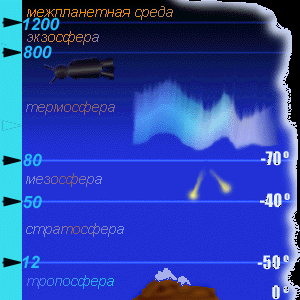 межпланетная среда
1200
экзосфера
800
термосфера
80 -70°
мезосфера
50 -40°
стратосфера
12 -50°
тропосфера
0°